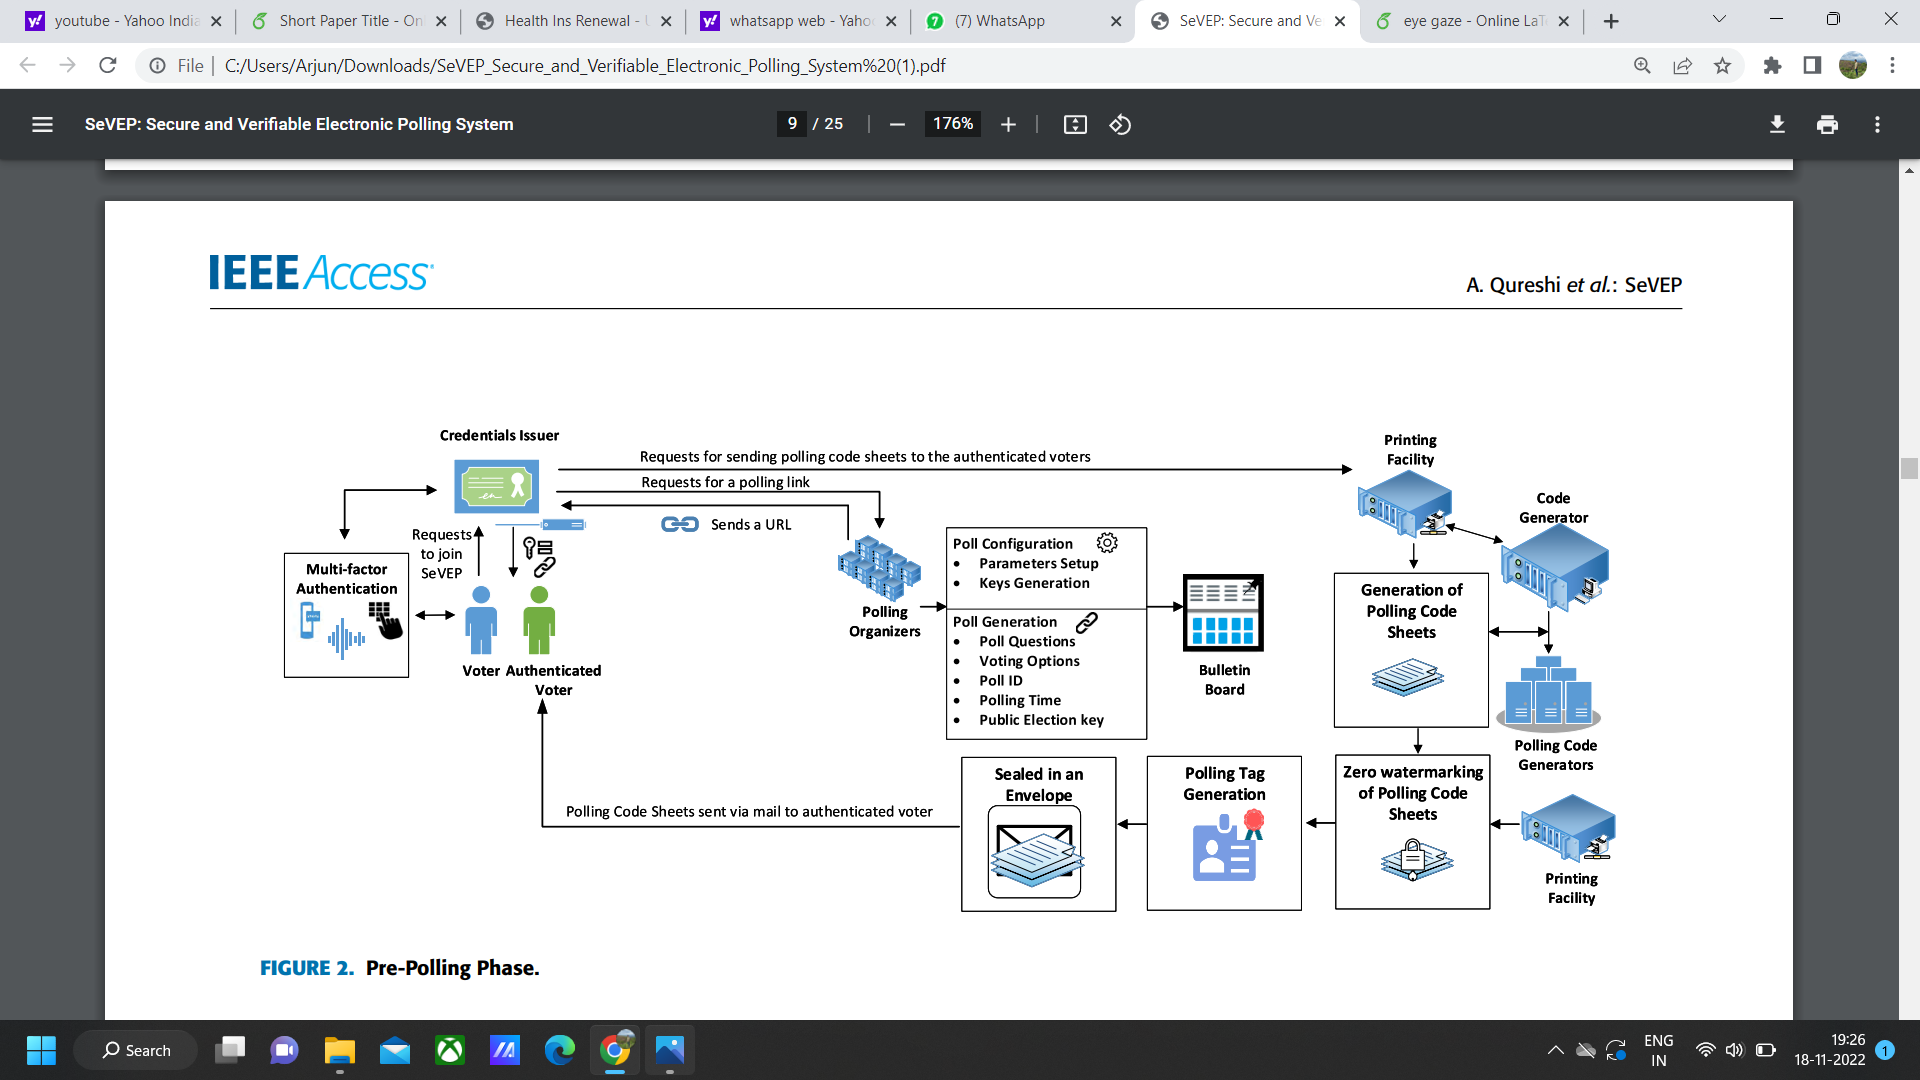 youtube - Yahoo India
Short Paper Title - On
Health Ins Renewal -
whatsapp web - Yaho
(7) WhatsApp
SeVEP: Secure and Ve
eye gaze - Online LaT
File
C:/Users/Arjun/Downloads/SeVEP_Secure_and_Verifiable_Electronic_Polling_System%20(1).pdf
SeVEP: Secure and Verifiable Electronic Polling System
9 / 25
176%
IEEE Access
A. Qureshi et al.: SeVEP
Credentials Issuer
Requests for sending polling code sheets to the authenticated voters
Requests for a polling link
Sends a URL
Printing
Facility
Code
Generator
Requests
to join
SeVEP
Multi-factor
Authentication
Voter
Authenticated
Voter
Polling
Organizers
Poll Configuration
• Parameters Setup
• Keys Generation
Poll Generation
• Poll Questions
• Voting Options
• Poll ID
• Polling Time
• Public Election key
Bulletin
Board
Generation of
Polling Code
Sheets
Polling Code
Generators
Zero watermarking
of Polling Code
Sheets
Printing
Facility
Polling Tag
Generation
Sealed in an
Envelope
Polling Code Sheets sent via mail to authenticated voter
FIGURE 2. Pre-Polling Phase.
Search
ENG
IN
19:26
18-11-2022
1